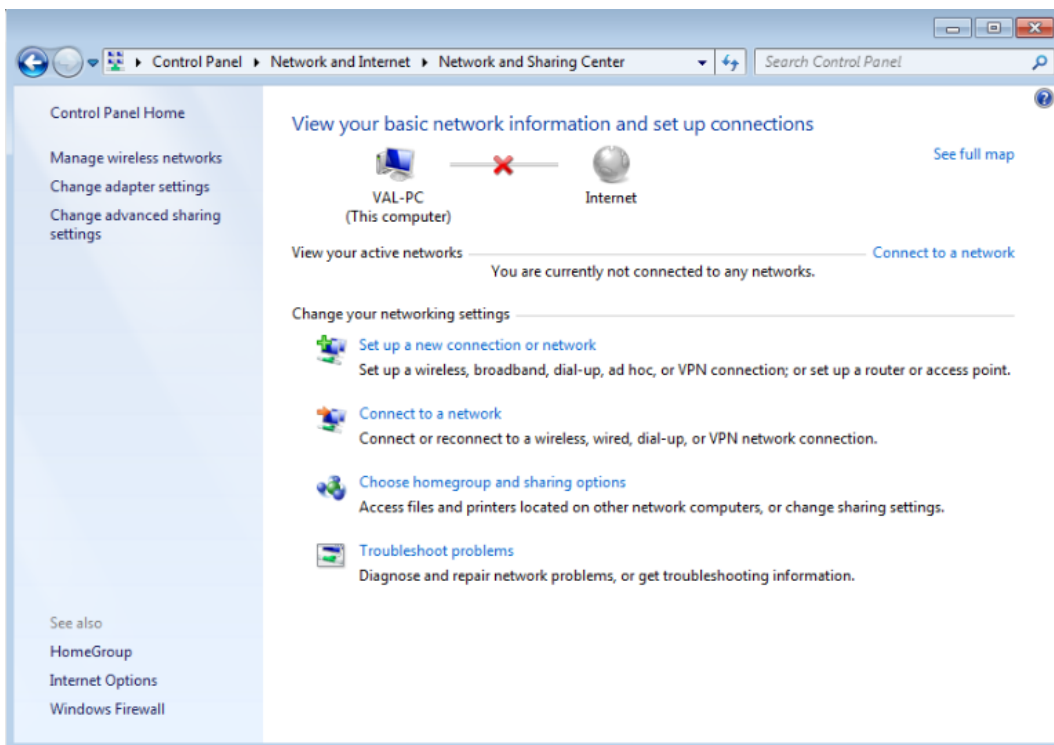 Control Panel Network and Internet Network and Sharing Center Search Control Panel
Control Panel Home
Manage wireless networks
Change adapter settings
Change advanced sharing
settings
See also
HomeGroup
Internet Options
Windows Firewall
View your basic network information and set up connections
See full map
VAL-PC
(This computer)
Internet
View your active networks
Connect to a network
You are currently not connected to any networks.
Change your networking settings
Set up a new connection or network
Set up a wireless, broadband, dial-up, ad hoc, or VPN connection; or set up a router or access point.
Connect to a network
Connect or reconnect to a wireless, wired, dial-up, or VPN network connection.
Choose homegroup and sharing options
Access files and printers located on other network computers, or change sharing settings.
Troubleshoot problems
Diagnose and repair network problems, or get troubleshooting information.